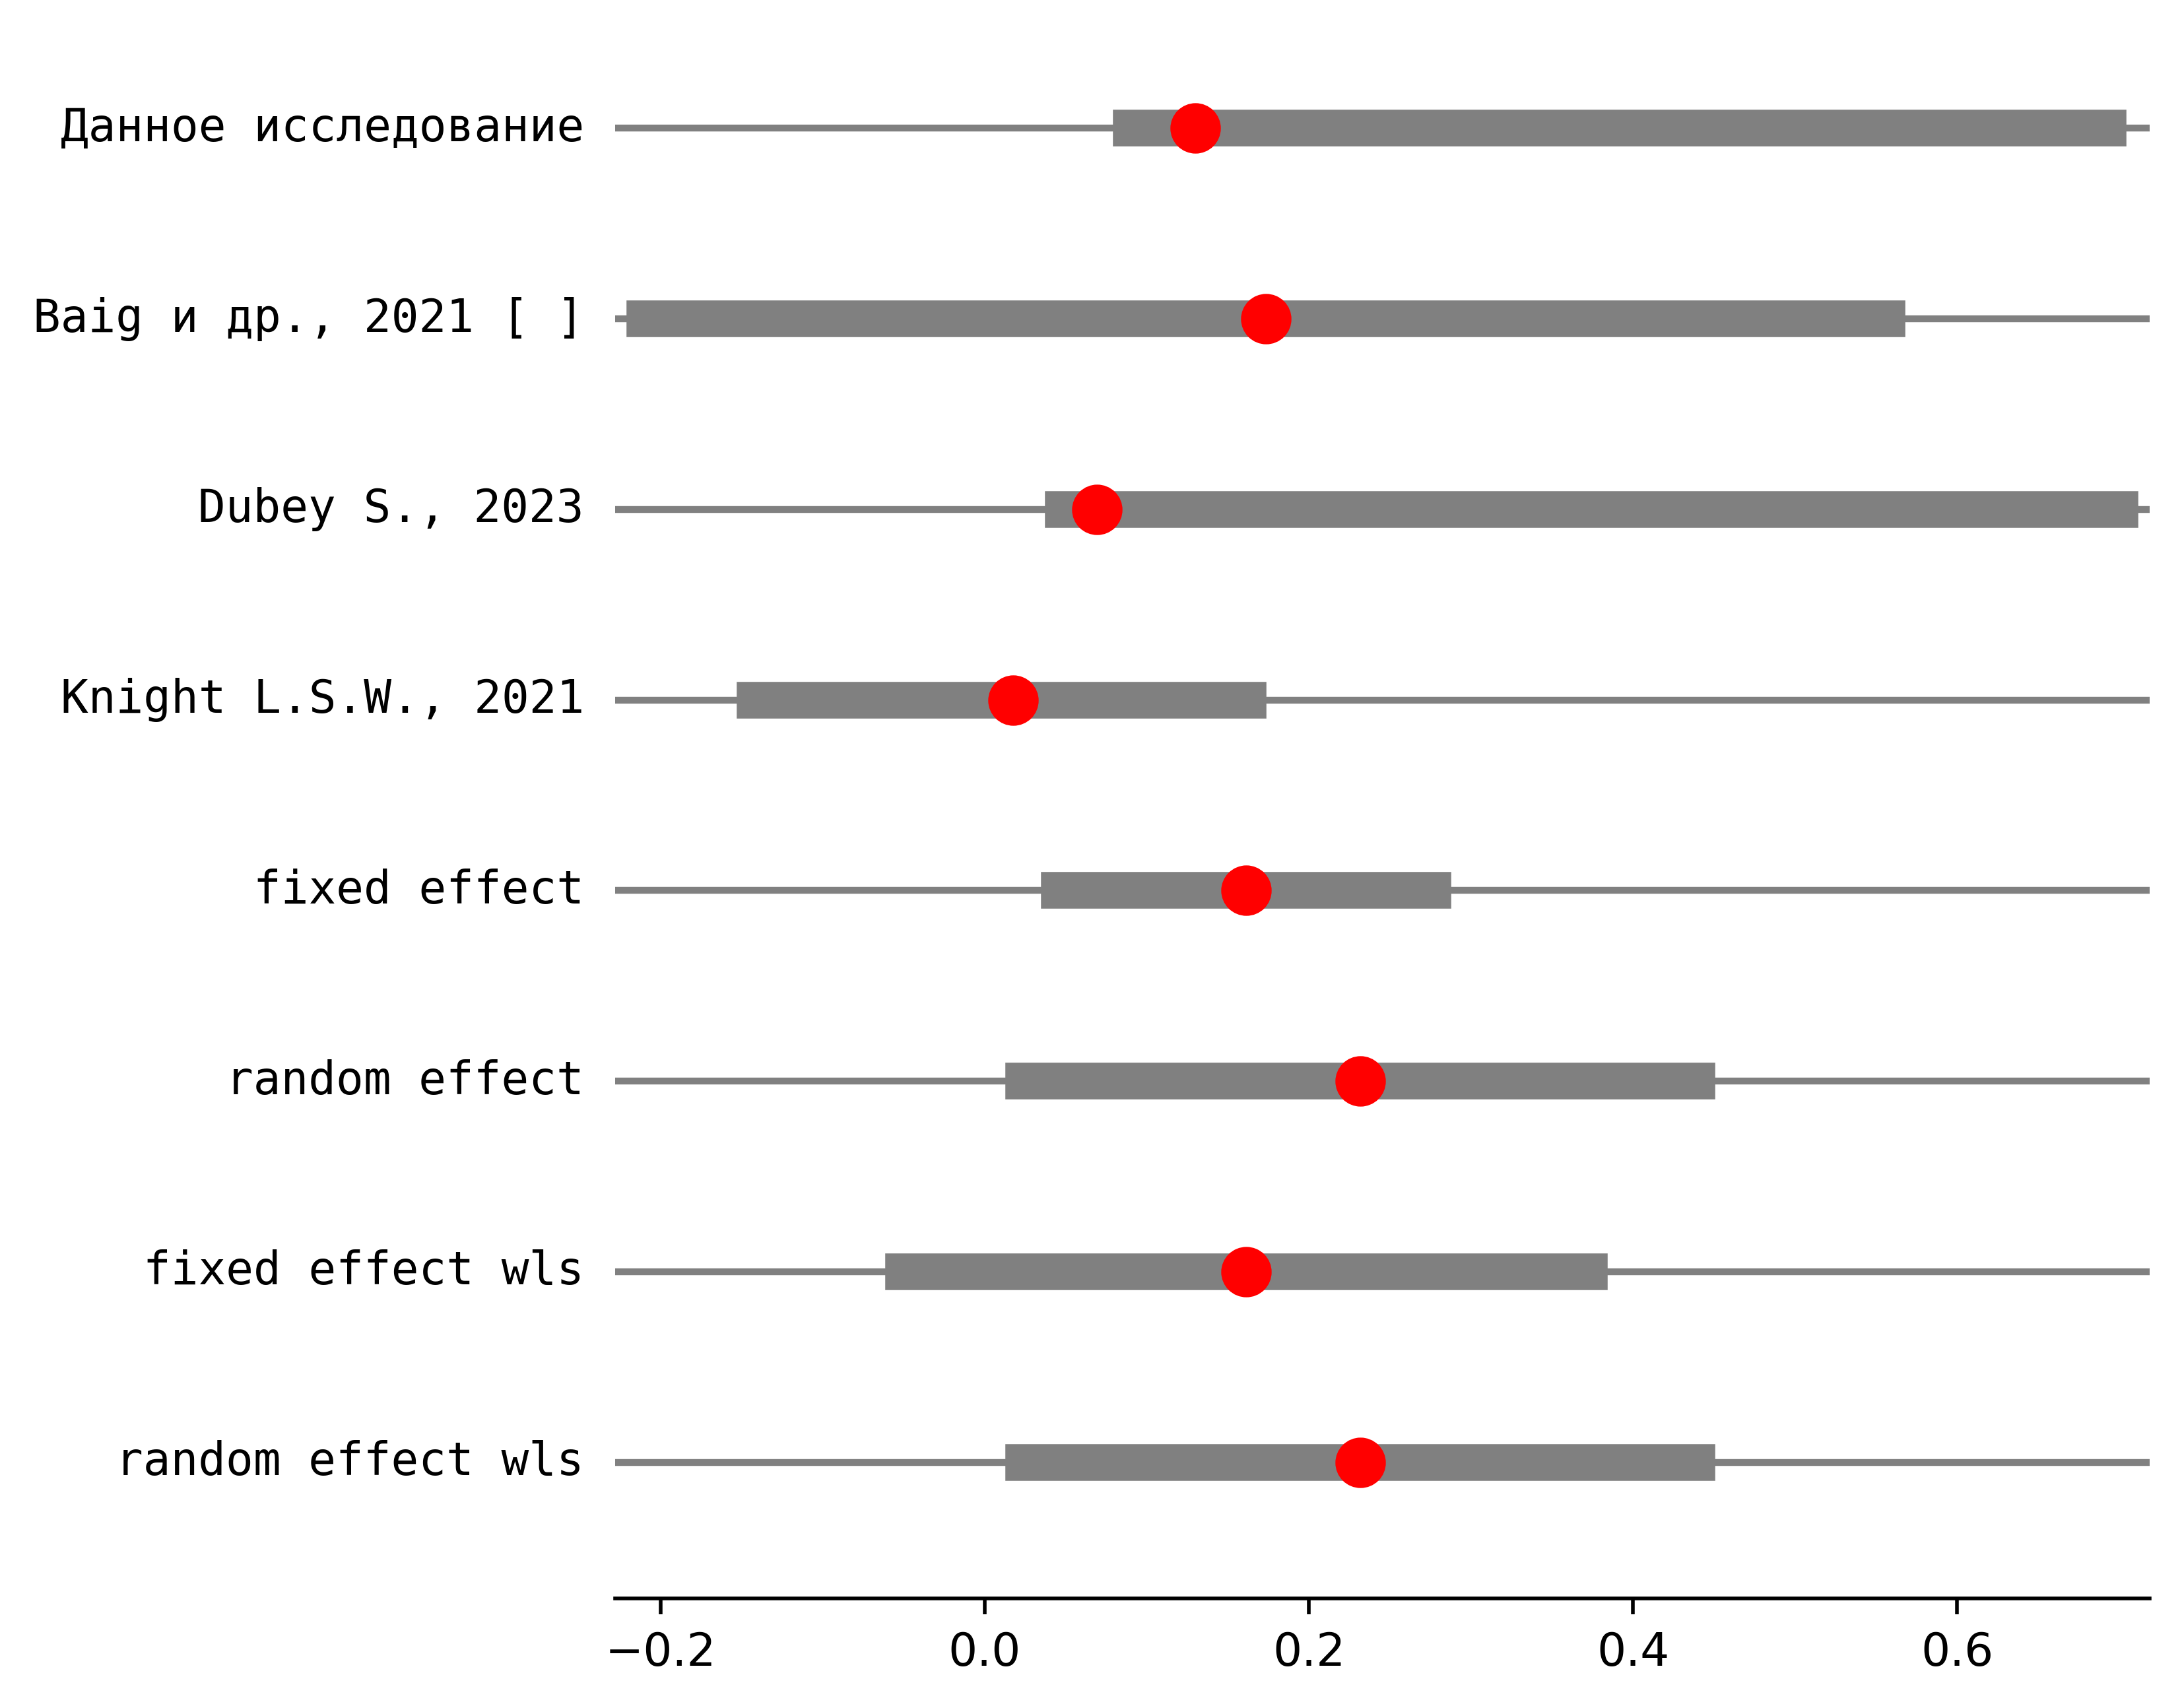 Данное исследование
Baig и др., 2021 [ ]
Dubey S., 2023
Knight L.S.W., 2021
fixed effect
random effect
fixed effect wls
random effect wls
−0.2 0.0 0.2 0.4 0.6